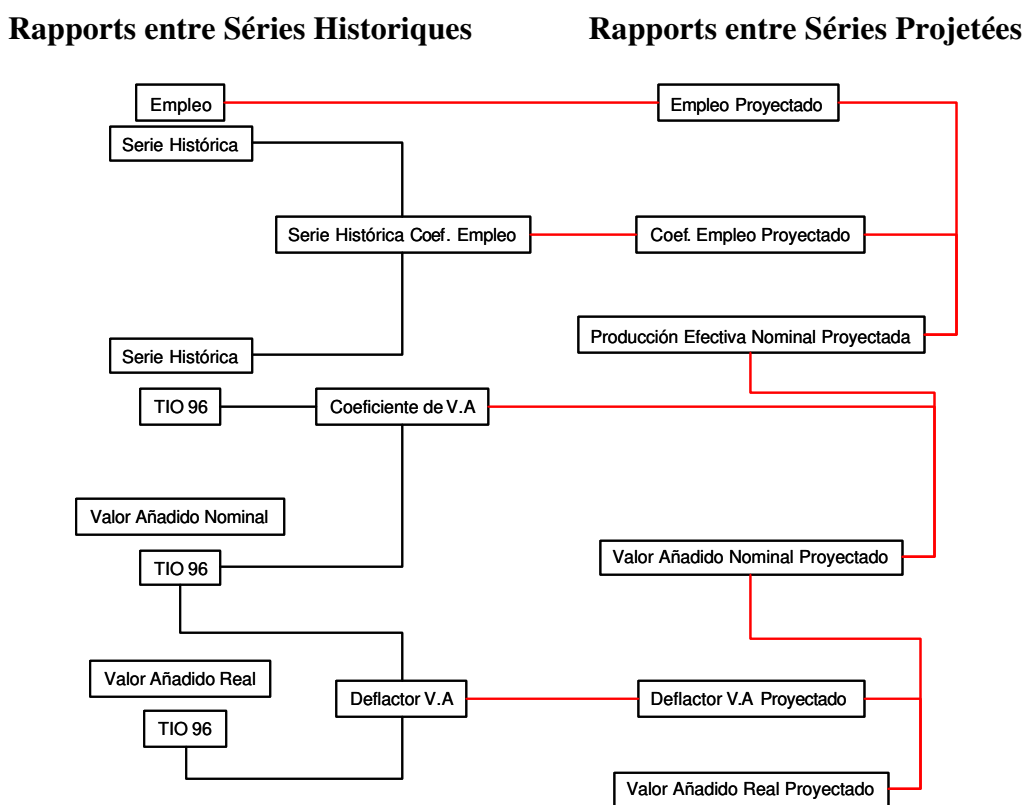 Rapports entre Séries Historiques
Rapports entre Séries Projetées
Empleo
Empleo Proyectado
Serie Histórica
Serie Histórica Coef. Empleo
Coef. Empleo Proyectado
Producción Efectiva Nominal Proyectada
Serie Histórica
TIO 96
Coeficiente de V.A
Valor Añadido Nominal
TIO 96
Valor Añadido Nominal Proyectado
Valor Añadido Real
Deflactor V.A
Deflactor V.A Proyectado
TIO 96
Valor Añadido Real Proyectado